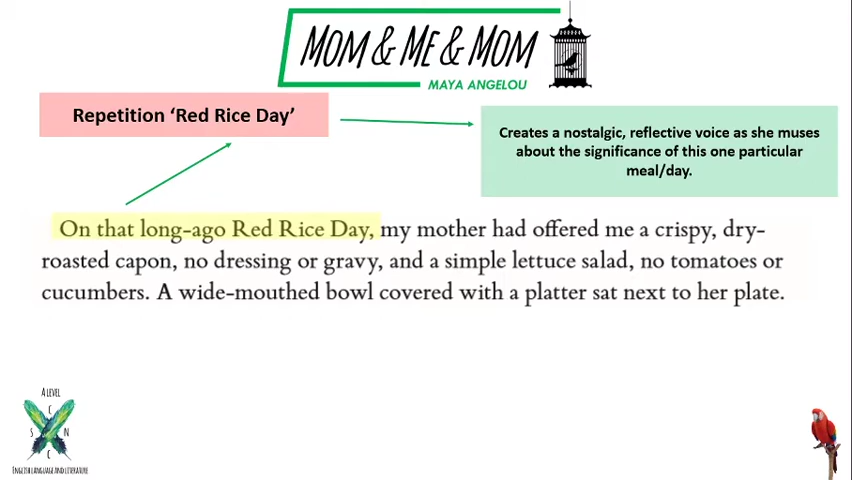 MOM & ME & MOM
MAYA ANGELOU
Repetition ‘Red Rice Day’
Creates a nostalgic, reflective voice as she muses
about the significance of this one particular
meal/day.
On that long-ago Red Rice Day, my mother had offered me a crispy, dry-
roasted capon, no dressing or gravy, and a simple lettuce salad, no tomatoes or
cucumbers. A wide-mouthed bowl covered with a platter sat next to her plate.
A LEVEL
C
S N
C
ENGLISH LANGUAGE AND LITERATURE